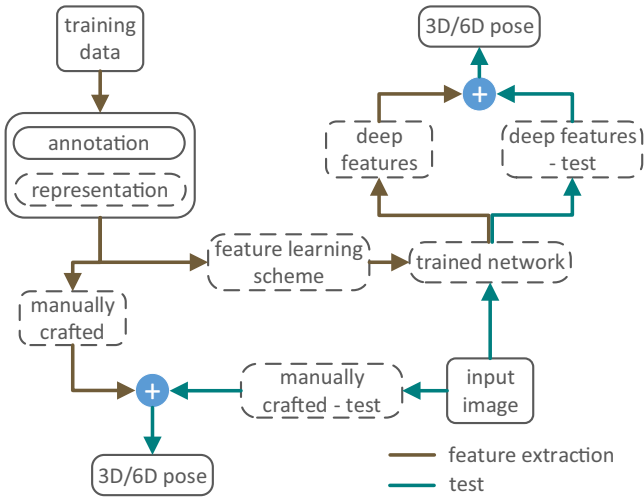 training
data
3D/6D pose
annotation
representation
deep
features
deep features
- test
feature learning
scheme
trained network
manually
crafted
manually
crafted - test
input
image
3D/6D pose
feature extraction
test